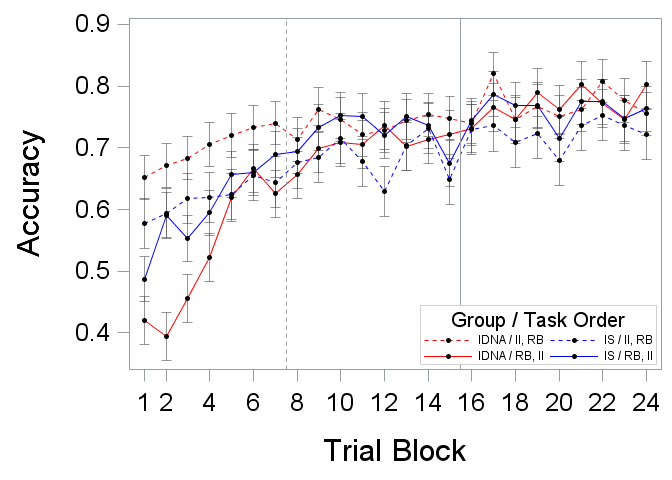 0.9
0.8
0.7
0.6
0.5
0.4
Accuracy
Group / Task Order
IDNA / II, RB IS / II, RB
IDNA / RB, II IS / RB, II
1 2 4 6 8 10 12 14 16 18 20 22 24
Trial Block